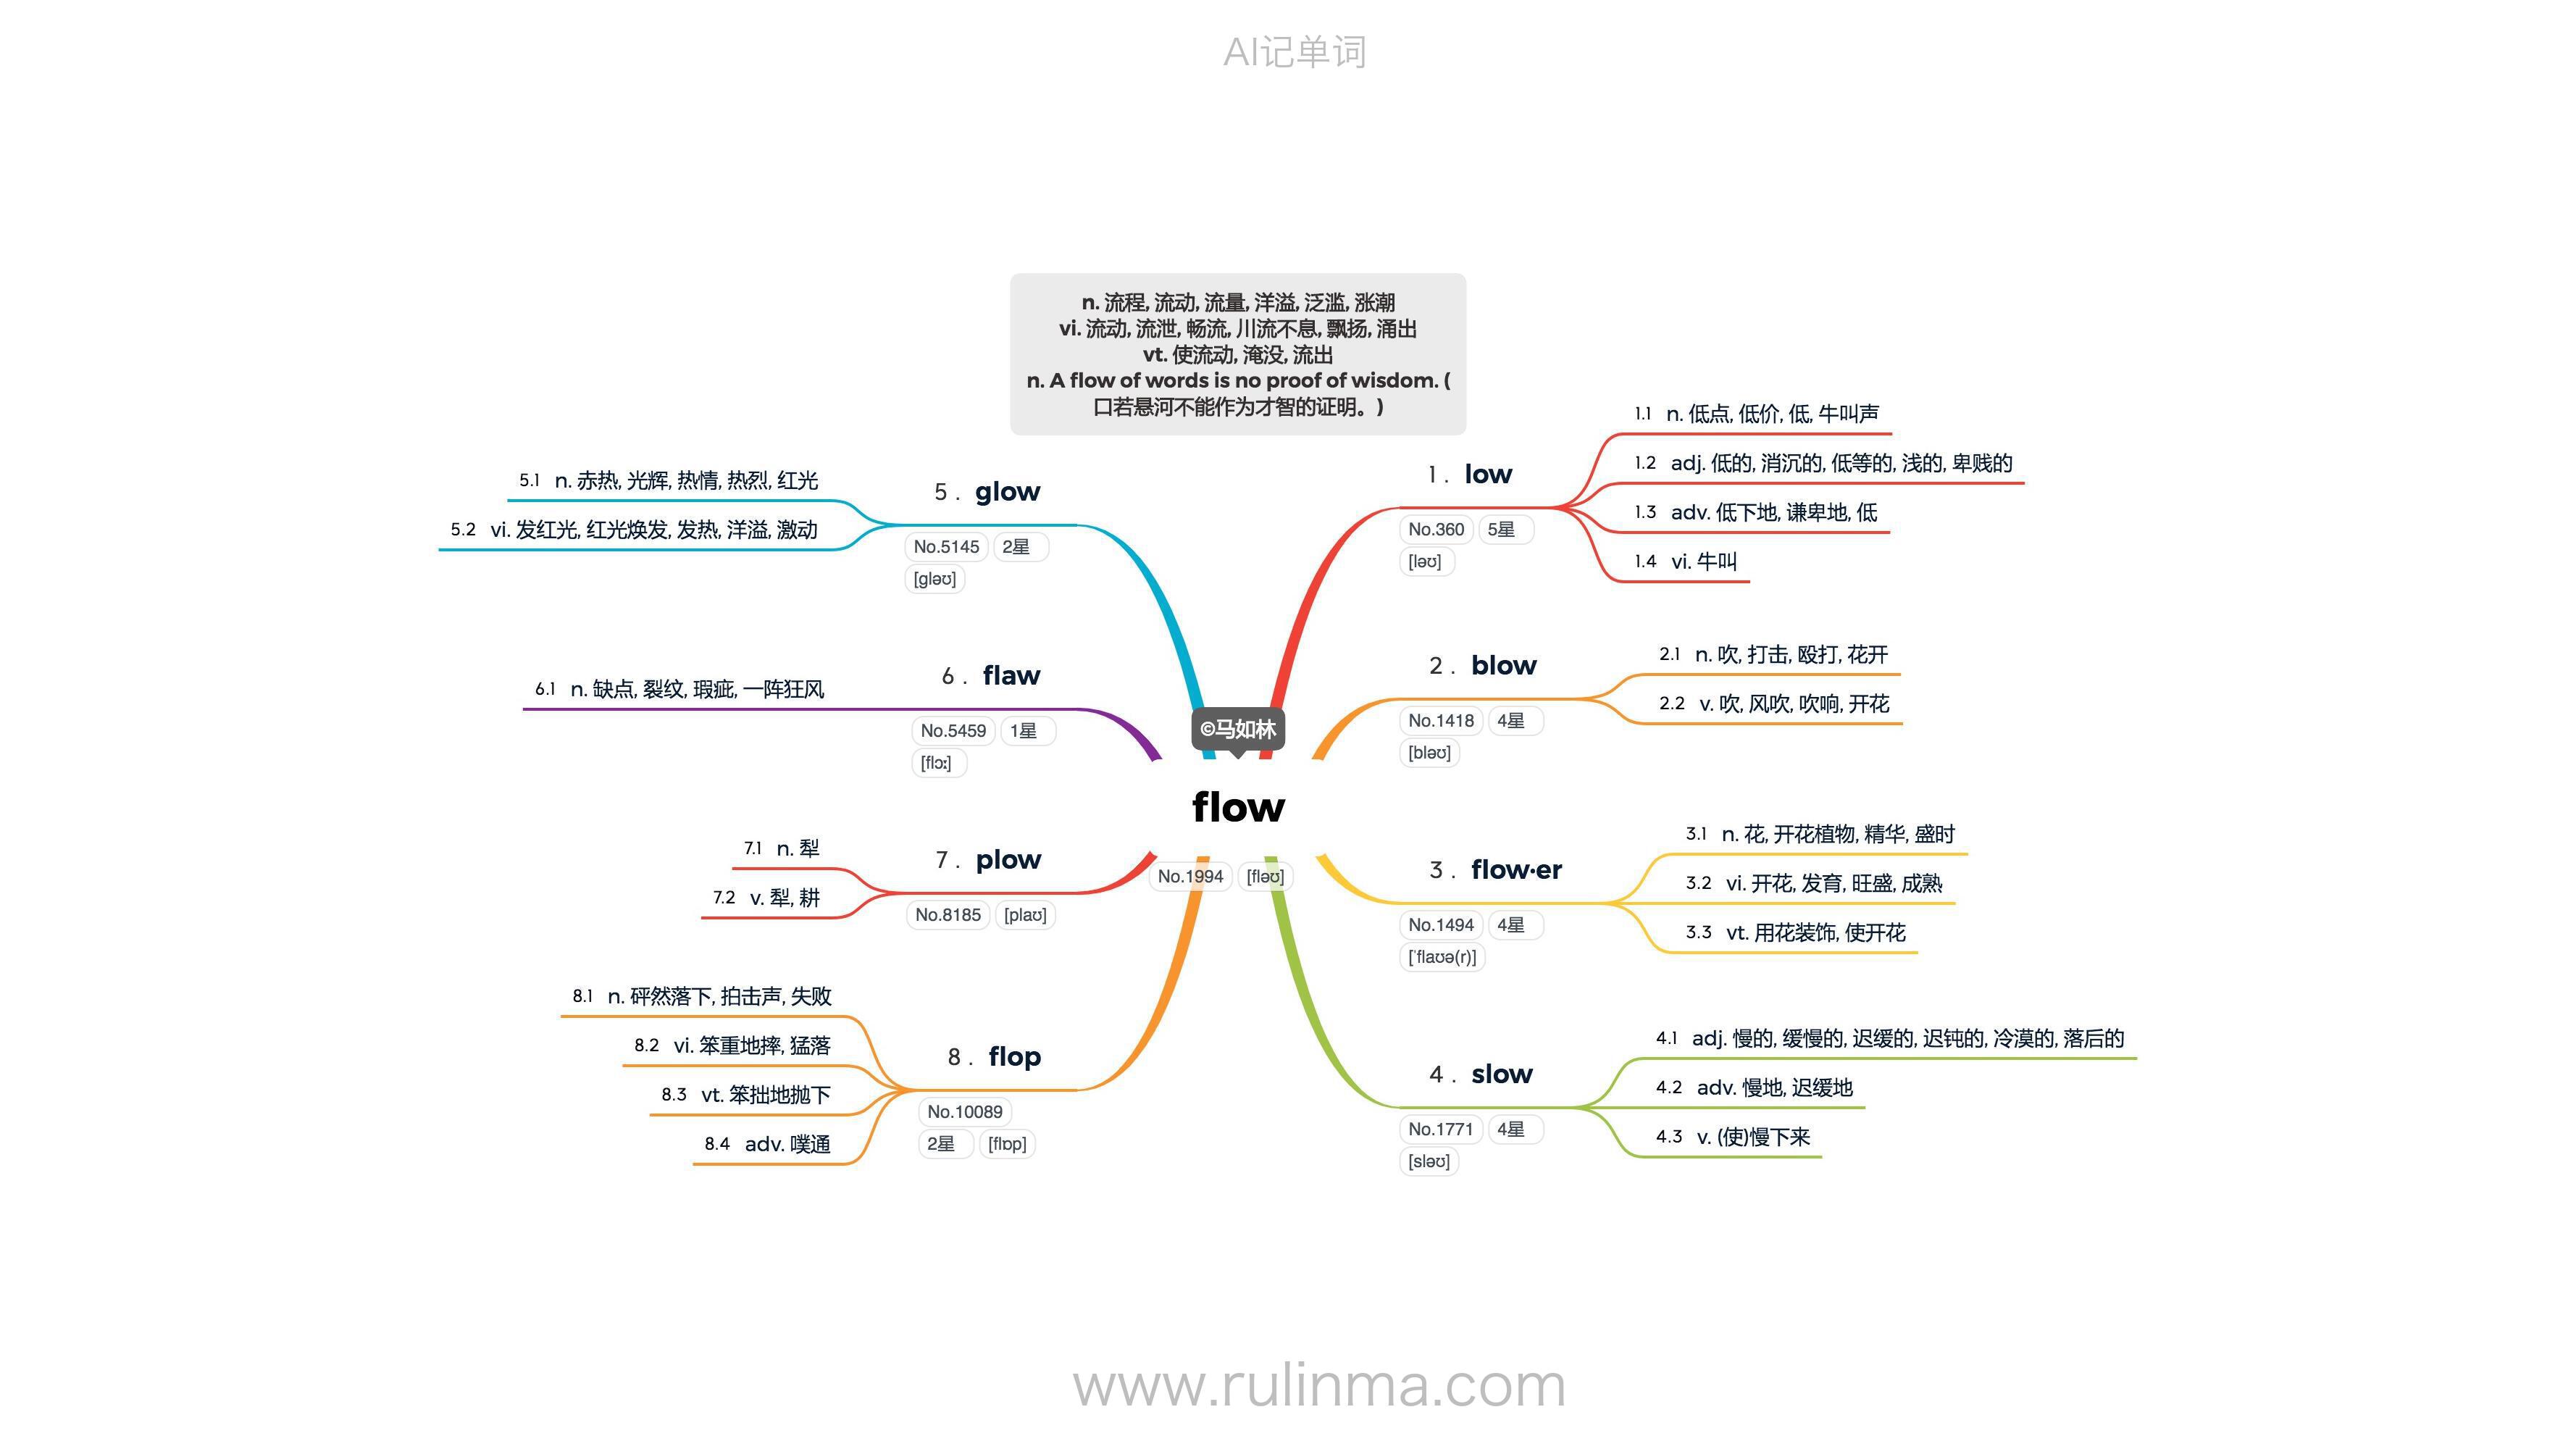 AI记单词
n. 流程, 流动, 流量, 洋溢, 泛滥, 涨潮
vi. 流动, 流泄, 畅流, 川流不息, 飘扬, 涌出
vt. 使流动, 淹没, 流出
n. A flow of words is no proof of wisdom. (
口若悬河不能作为才智的证明。)
©马如林
flow
No.1994 [fləʊ]
1. low
No.360 5星
[ləʊ]
1.1 n. 低点, 低价, 低, 牛叫声
1.2 adj. 低的, 消沉的, 低等的, 浅的, 卑贱的
1.3 adv. 低下地, 谦卑地, 低
1.4 vi. 牛叫
2. blow
No.1418 4星
[bləʊ]
2.1 n. 吹, 打击, 殴打, 花开
2.2 v. 吹, 风吹, 吹响, 开花
3. flow·er
No.1494 4星
[ˈflaʊə(r)]
3.1 n. 花, 开花植物, 精华, 盛时
3.2 vi. 开花, 发育, 旺盛, 成熟
3.3 vt. 用花装饰, 使开花
4. slow
No.1771 4星
[sləʊ]
4.1 adj. 慢的, 缓慢的, 迟缓的, 迟钝的, 冷漠的, 落后的
4.2 adv. 慢地, 迟缓地
4.3 v. (使)慢下来
5. glow
No.5145 2星
[gləʊ]
5.1 n. 赤热, 光辉, 热情, 热烈, 红光
5.2 vi. 发红光, 红光焕发, 发热, 洋溢, 激动
6. flaw
No.5459 1星
[flɔː]
6.1 n. 缺点, 裂纹, 瑕疵, 一阵狂风
7. plow
No.8185 [plaʊ]
7.1 n. 犁
7.2 v. 犁, 耕
8. flop
No.10089
2星 [flɒp]
8.1 n. 砰然落下, 拍击声, 失败
8.2 vi. 笨重地摔, 猛落
8.3 vt. 笨拙地抛下
8.4 adv. 噗通
www.rulinma.com